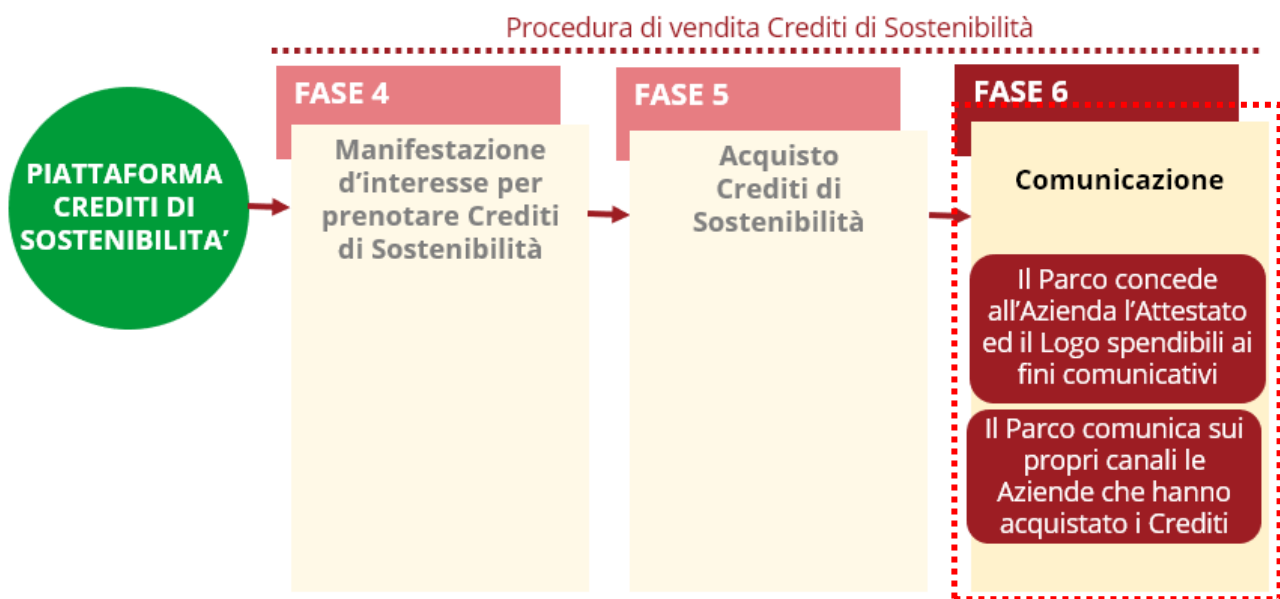 Procedura di vendita Crediti di Sostenibilità
PIATTAFORMA
CREDITI DI
SOSTENIBILITA’
FASE 4
Manifestazione
d’interesse per
prenotare Crediti
di Sostenibilità
FASE 5
Acquisto
Crediti di
Sostenibilità
FASE 6
Comunicazione
Il Parco concede
all’Azienda l’Attestato
ed il Logo spendibili ai
fini comunicativi
Il Parco comunica sui
propri canali le
Aziende che hanno
acquistato i Crediti